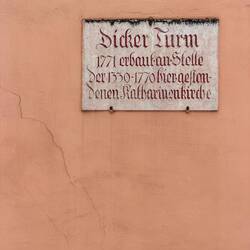 Dicker Turm
1771 erbaut an Stelle
der 1330-1770 hier gestan-
denen Katharinenkirche